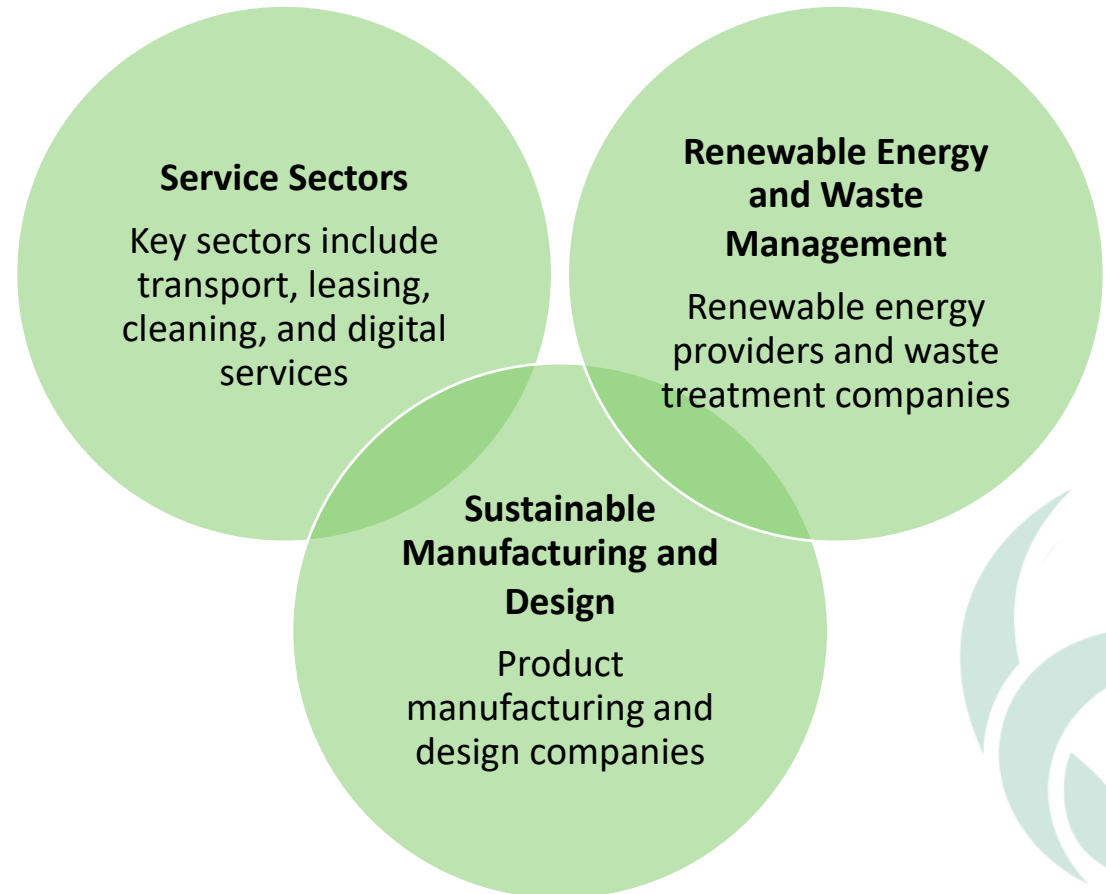 Service Sectors
Key sectors include
transport, leasing,
cleaning, and digital
services
Renewable Energy
and Waste
Management
Renewable energy
providers and waste
treatment companies
Sustainable
Manufacturing and
Design
Product
manufacturing and
design companies